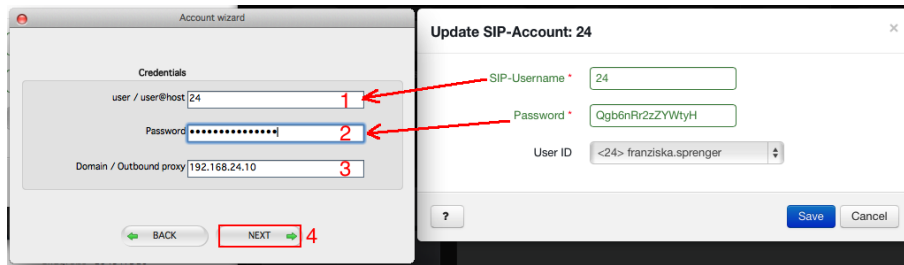 Account wizard
Credentials
user / user@host 24 1
Password ••••••••••••••• 2
Domain / Outbound proxy 192.168.24.10 3
BACK NEXT 4
Update SIP-Account: 24 ×
SIP-Username * 24
Password * Qgb6nRr2zZYWtyH
User ID <24> franziska.sprenger
? Save Cancel